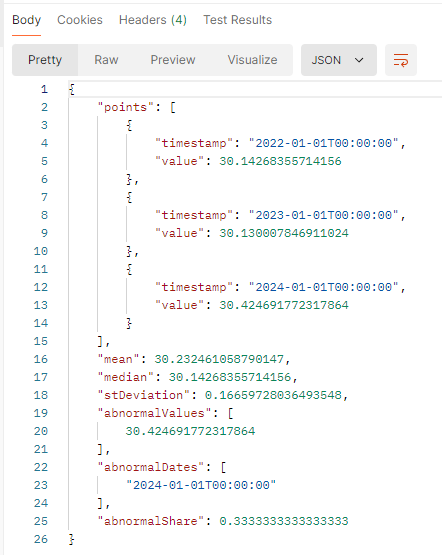 Body Cookies Headers (4) Test Results
Pretty Raw Preview Visualize JSON
1 {
2 "points": [
3 {
4 "timestamp": "2022-01-01T00:00:00",
5 "value": 30.14268355714156
6 },
7 {
8 "timestamp": "2023-01-01T00:00:00",
9 "value": 30.130007846911024
10 },
11 {
12 "timestamp": "2024-01-01T00:00:00",
13 "value": 30.424691772317864
14 }
15 ],
16 "mean": 30.232461058790147,
17 "median": 30.14268355714156,
18 "stDeviation": 0.16659728036493548,
19 "abnormalValues": [
20 30.424691772317864
21 ],
22 "abnormalDates": [
23 "2024-01-01T00:00:00"
24 ],
25 "abnormalShare": 0.3333333333333333
26 }